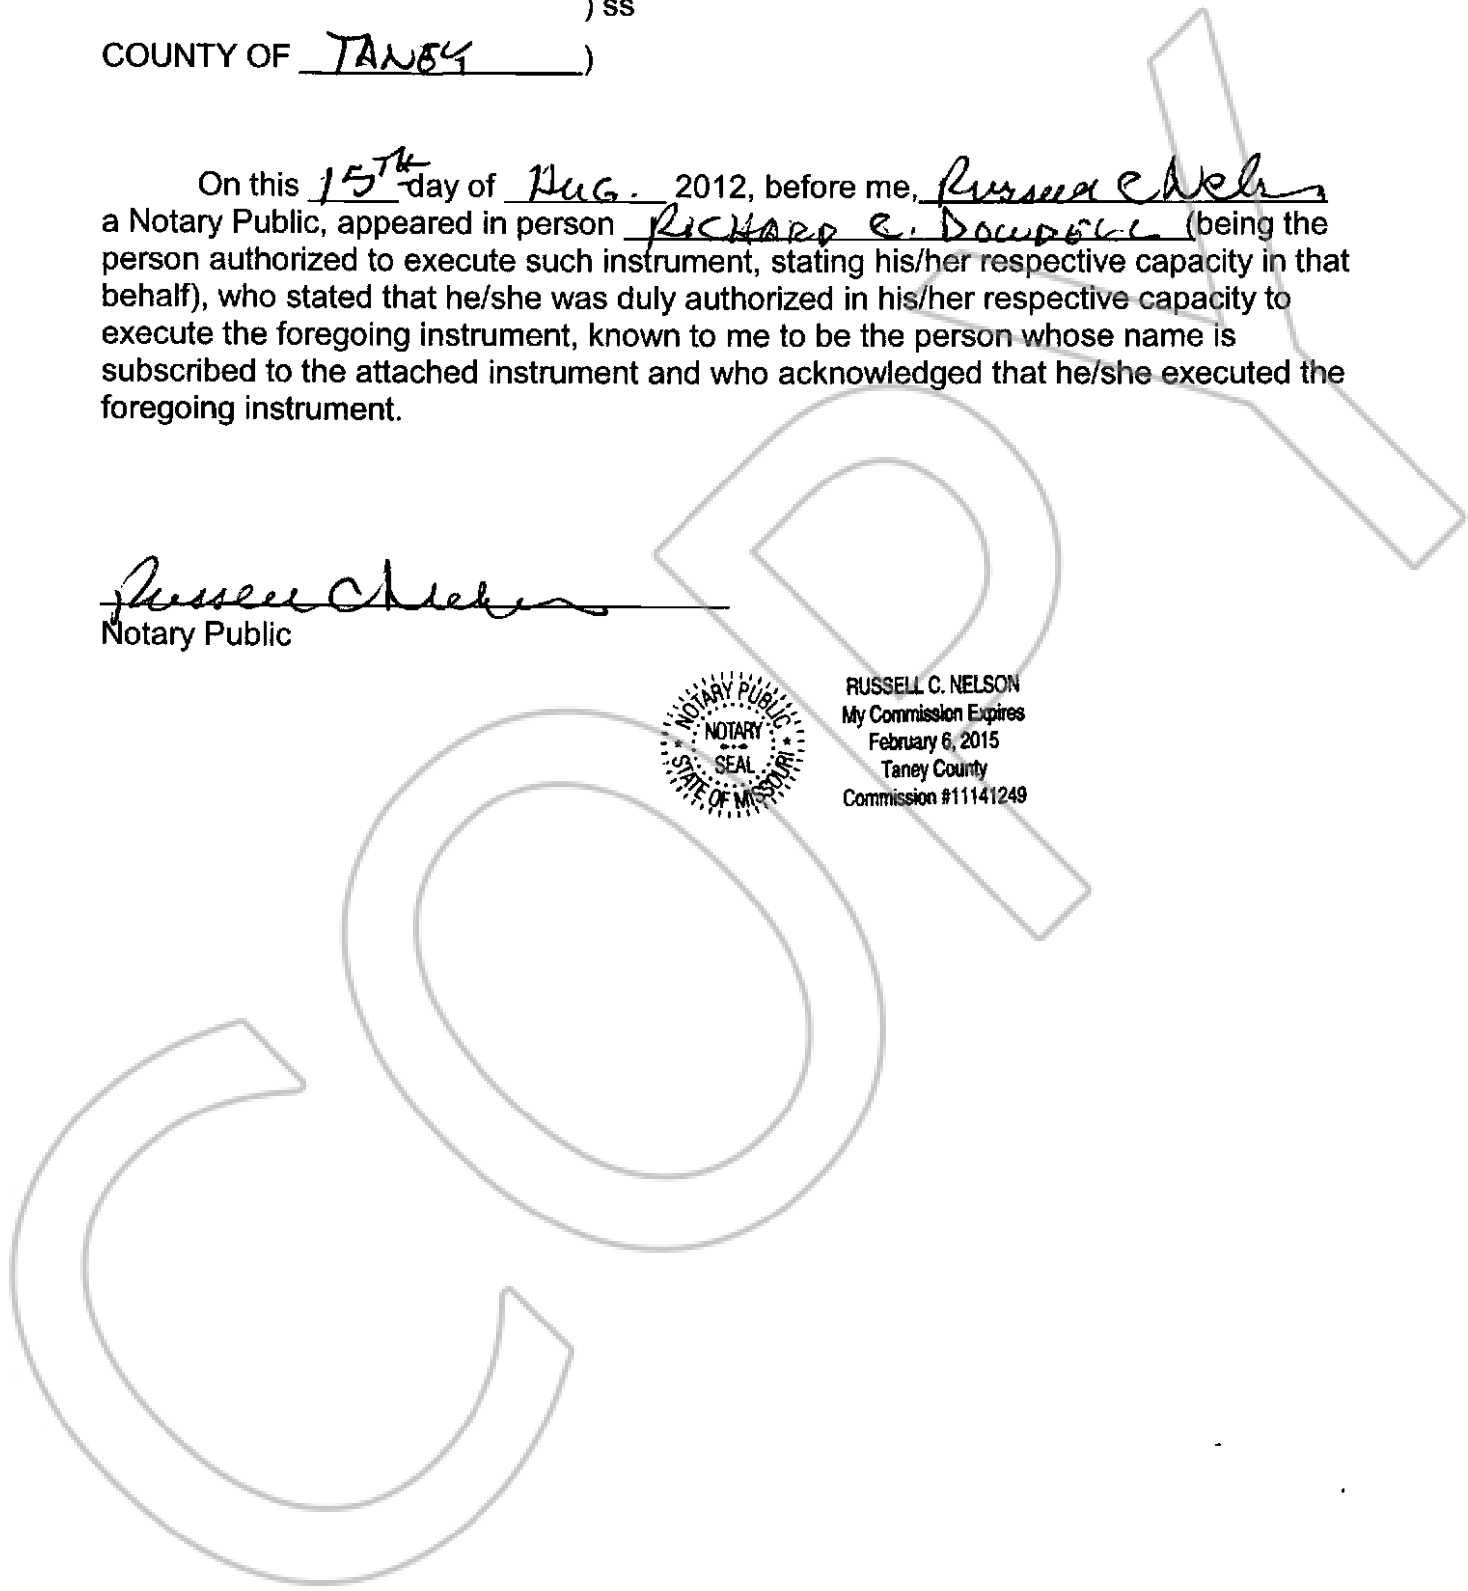 ) ss
COUNTY OF TANEY )
On this 15TH day of AUG. 2012, before me, Russell C Nelson
a Notary Public, appeared in person RICHARD C. DOWDELL (being the
person authorized to execute such instrument, stating his/her respective capacity in that
behalf), who stated that he/she was duly authorized in his/her respective capacity to
execute the foregoing instrument, known to me to be the person whose name is
subscribed to the attached instrument and who acknowledged that he/she executed the
foregoing instrument.
Russell C Nelson
Notary Public
NOTARY PUBLIC
NOTARY
SEAL
STATE OF MISSOURI
RUSSELL C. NELSON
My Commission Expires
February 6, 2015
Taney County
Commission #11141249
COPY